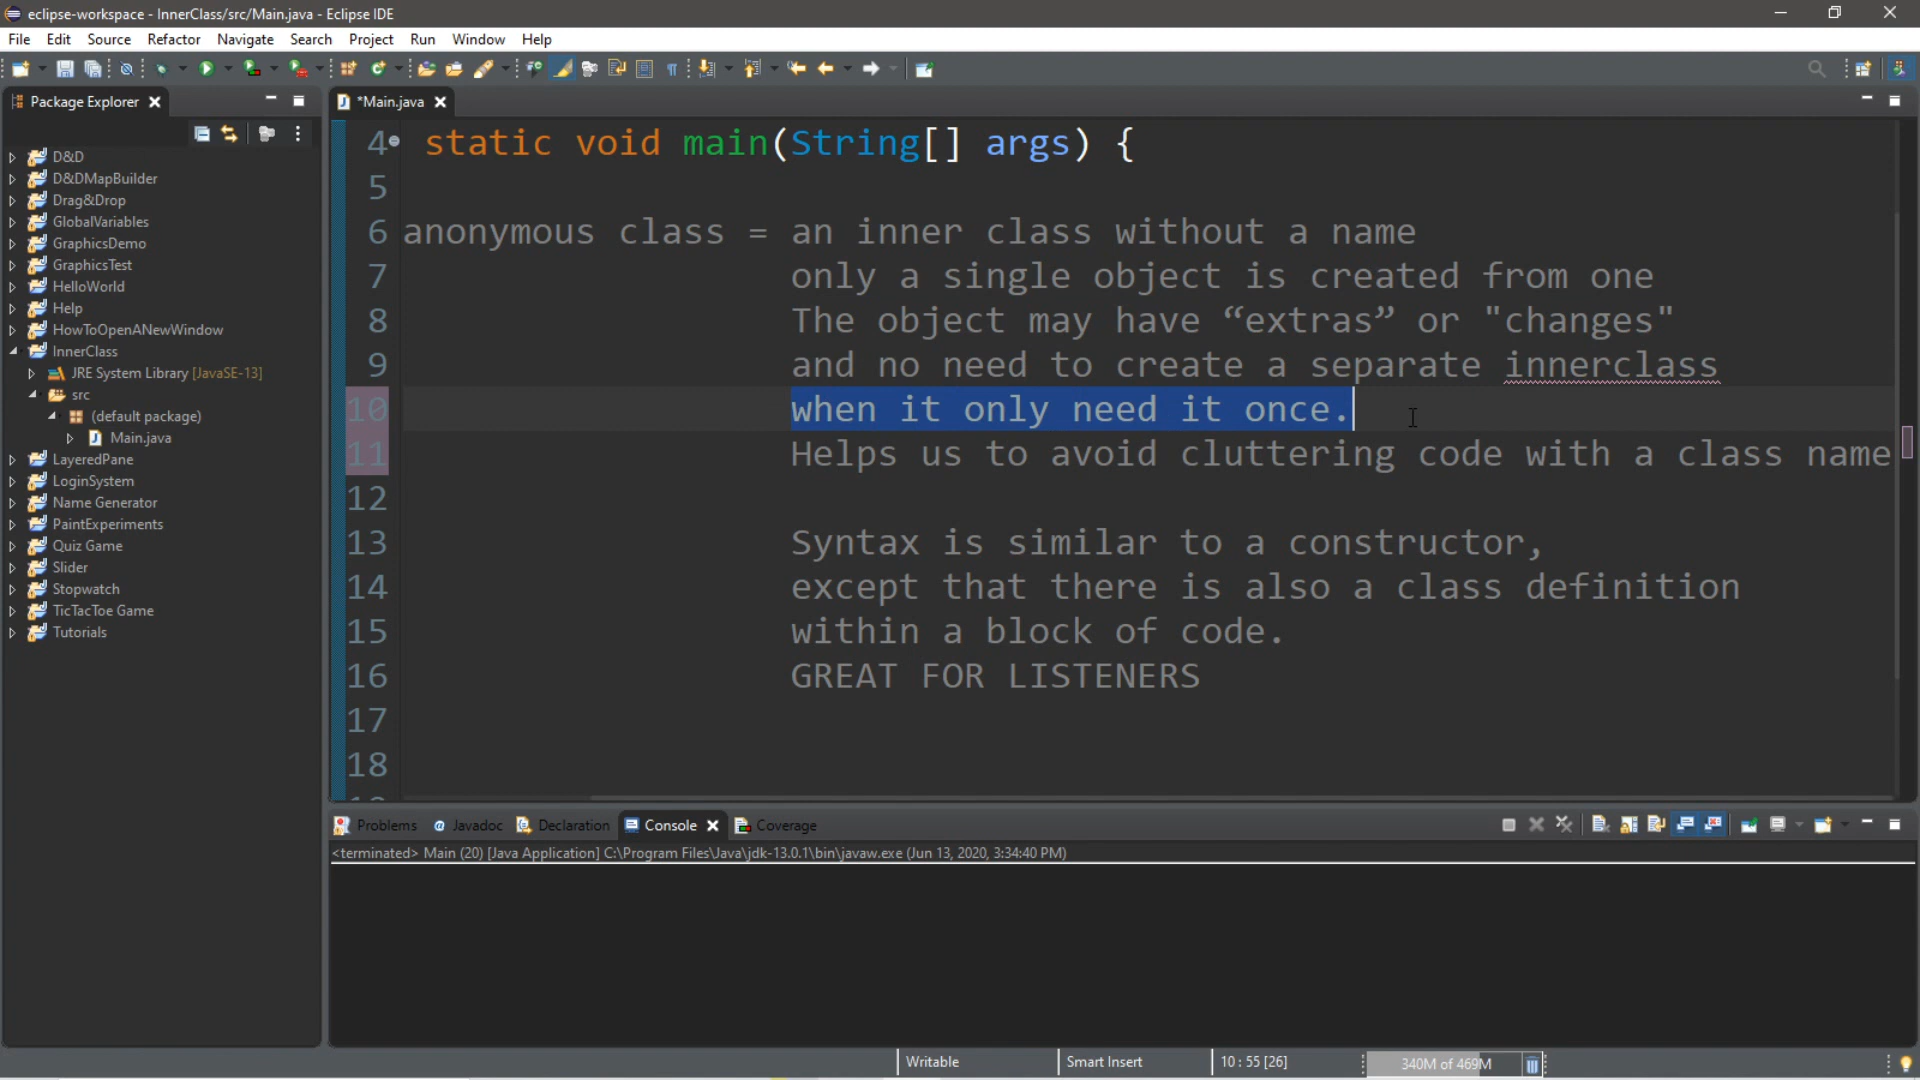 eclipse-workspace - InnerClass/src/Main.java - Eclipse IDE
File Edit Source Refactor Navigate Search Project Run Window Help
Package Explorer
*Main.java
D&D
D&DMapBuilder
Drag&Drop
GlobalVariables
GraphicsDemo
GraphicsTest
HelloWorld
Help
HowToOpenANewWindow
InnerClass
JRE System Library [JavaSE-13]
src
(default package)
Main.java
LayeredPane
LoginSystem
Name Generator
PaintExperiments
Quiz Game
Slider
Stopwatch
TicTacToe Game
Tutorials
4 static void main(String[] args) {
5
6 anonymous class = an inner class without a name
7 only a single object is created from one
8 The object may have “extras” or "changes"
9 and no need to create a separate innerclass
10 when it only need it once.
11 Helps us to avoid cluttering code with a class name
12
13 Syntax is similar to a constructor,
14 except that there is also a class definition
15 within a block of code.
16 GREAT FOR LISTENERS
17
18
Problems Javadoc Declaration Console Coverage
<terminated> Main (20) [Java Application] C:\Program Files\Java\jdk-13.0.1\bin\javaw.exe (Jun 13, 2020, 3:34:40 PM)
Writable Smart Insert 10 : 55 [26] 340M of 469M